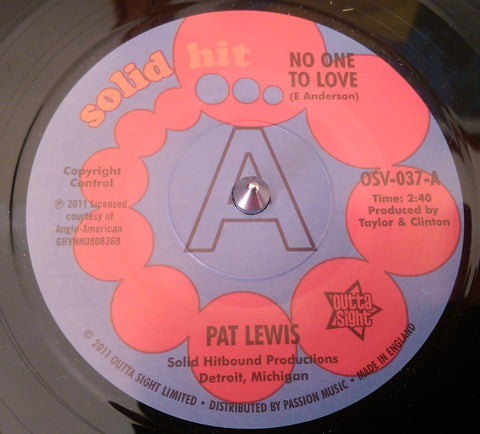 solid hit
NO ONE
TO LOVE
(E Anderson)
A
Copyright
Control
℗ 2011 Licensed
courtesy of
Anglo-American
GBVNN0808369
OSV-037-A
Time: 2:40
Produced by
Taylor & Clinton
outta
sight
PAT LEWIS
Solid Hitbound Productions
Detroit, Michigan
© 2011 OUTTA SIGHT LIMITED • DISTRIBUTED BY PASSION MUSIC • MADE IN ENGLAND